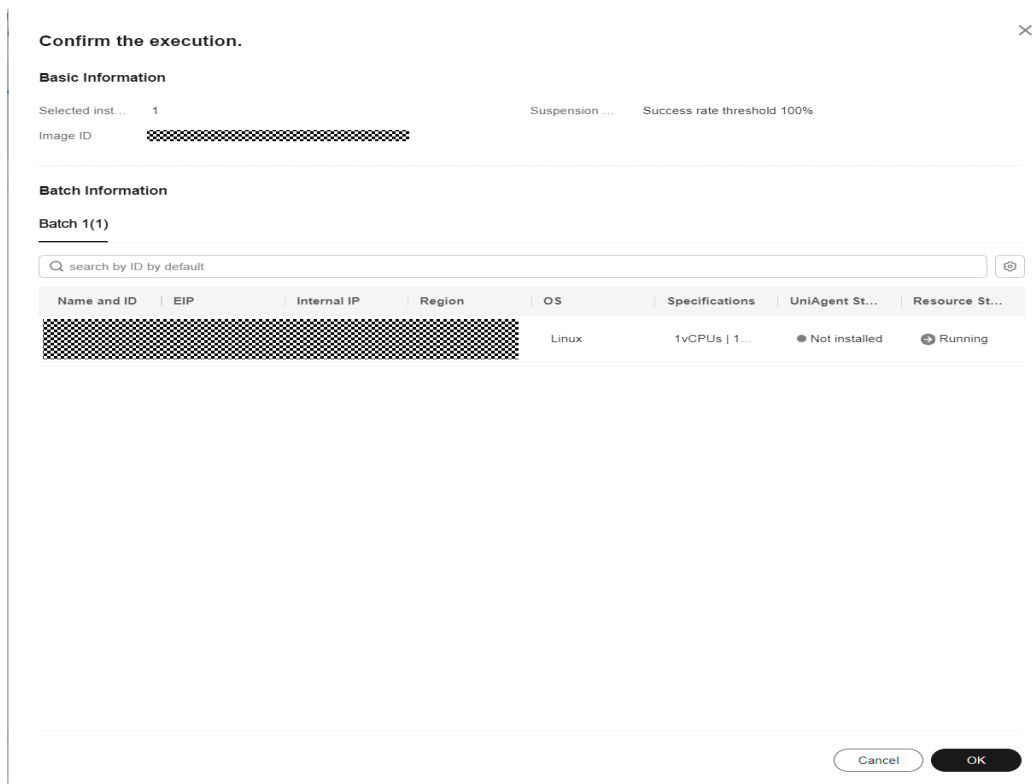 Confirm the execution.
Basic Information
Selected inst... 1 Suspension ... Success rate threshold 100%
Image ID
Batch Information
Batch 1(1)
search by ID by default
Name and ID EIP Internal IP Region OS Specifications UniAgent St... Resource St...
Linux 1vCPUs | 1... Not installed Running
Cancel OK